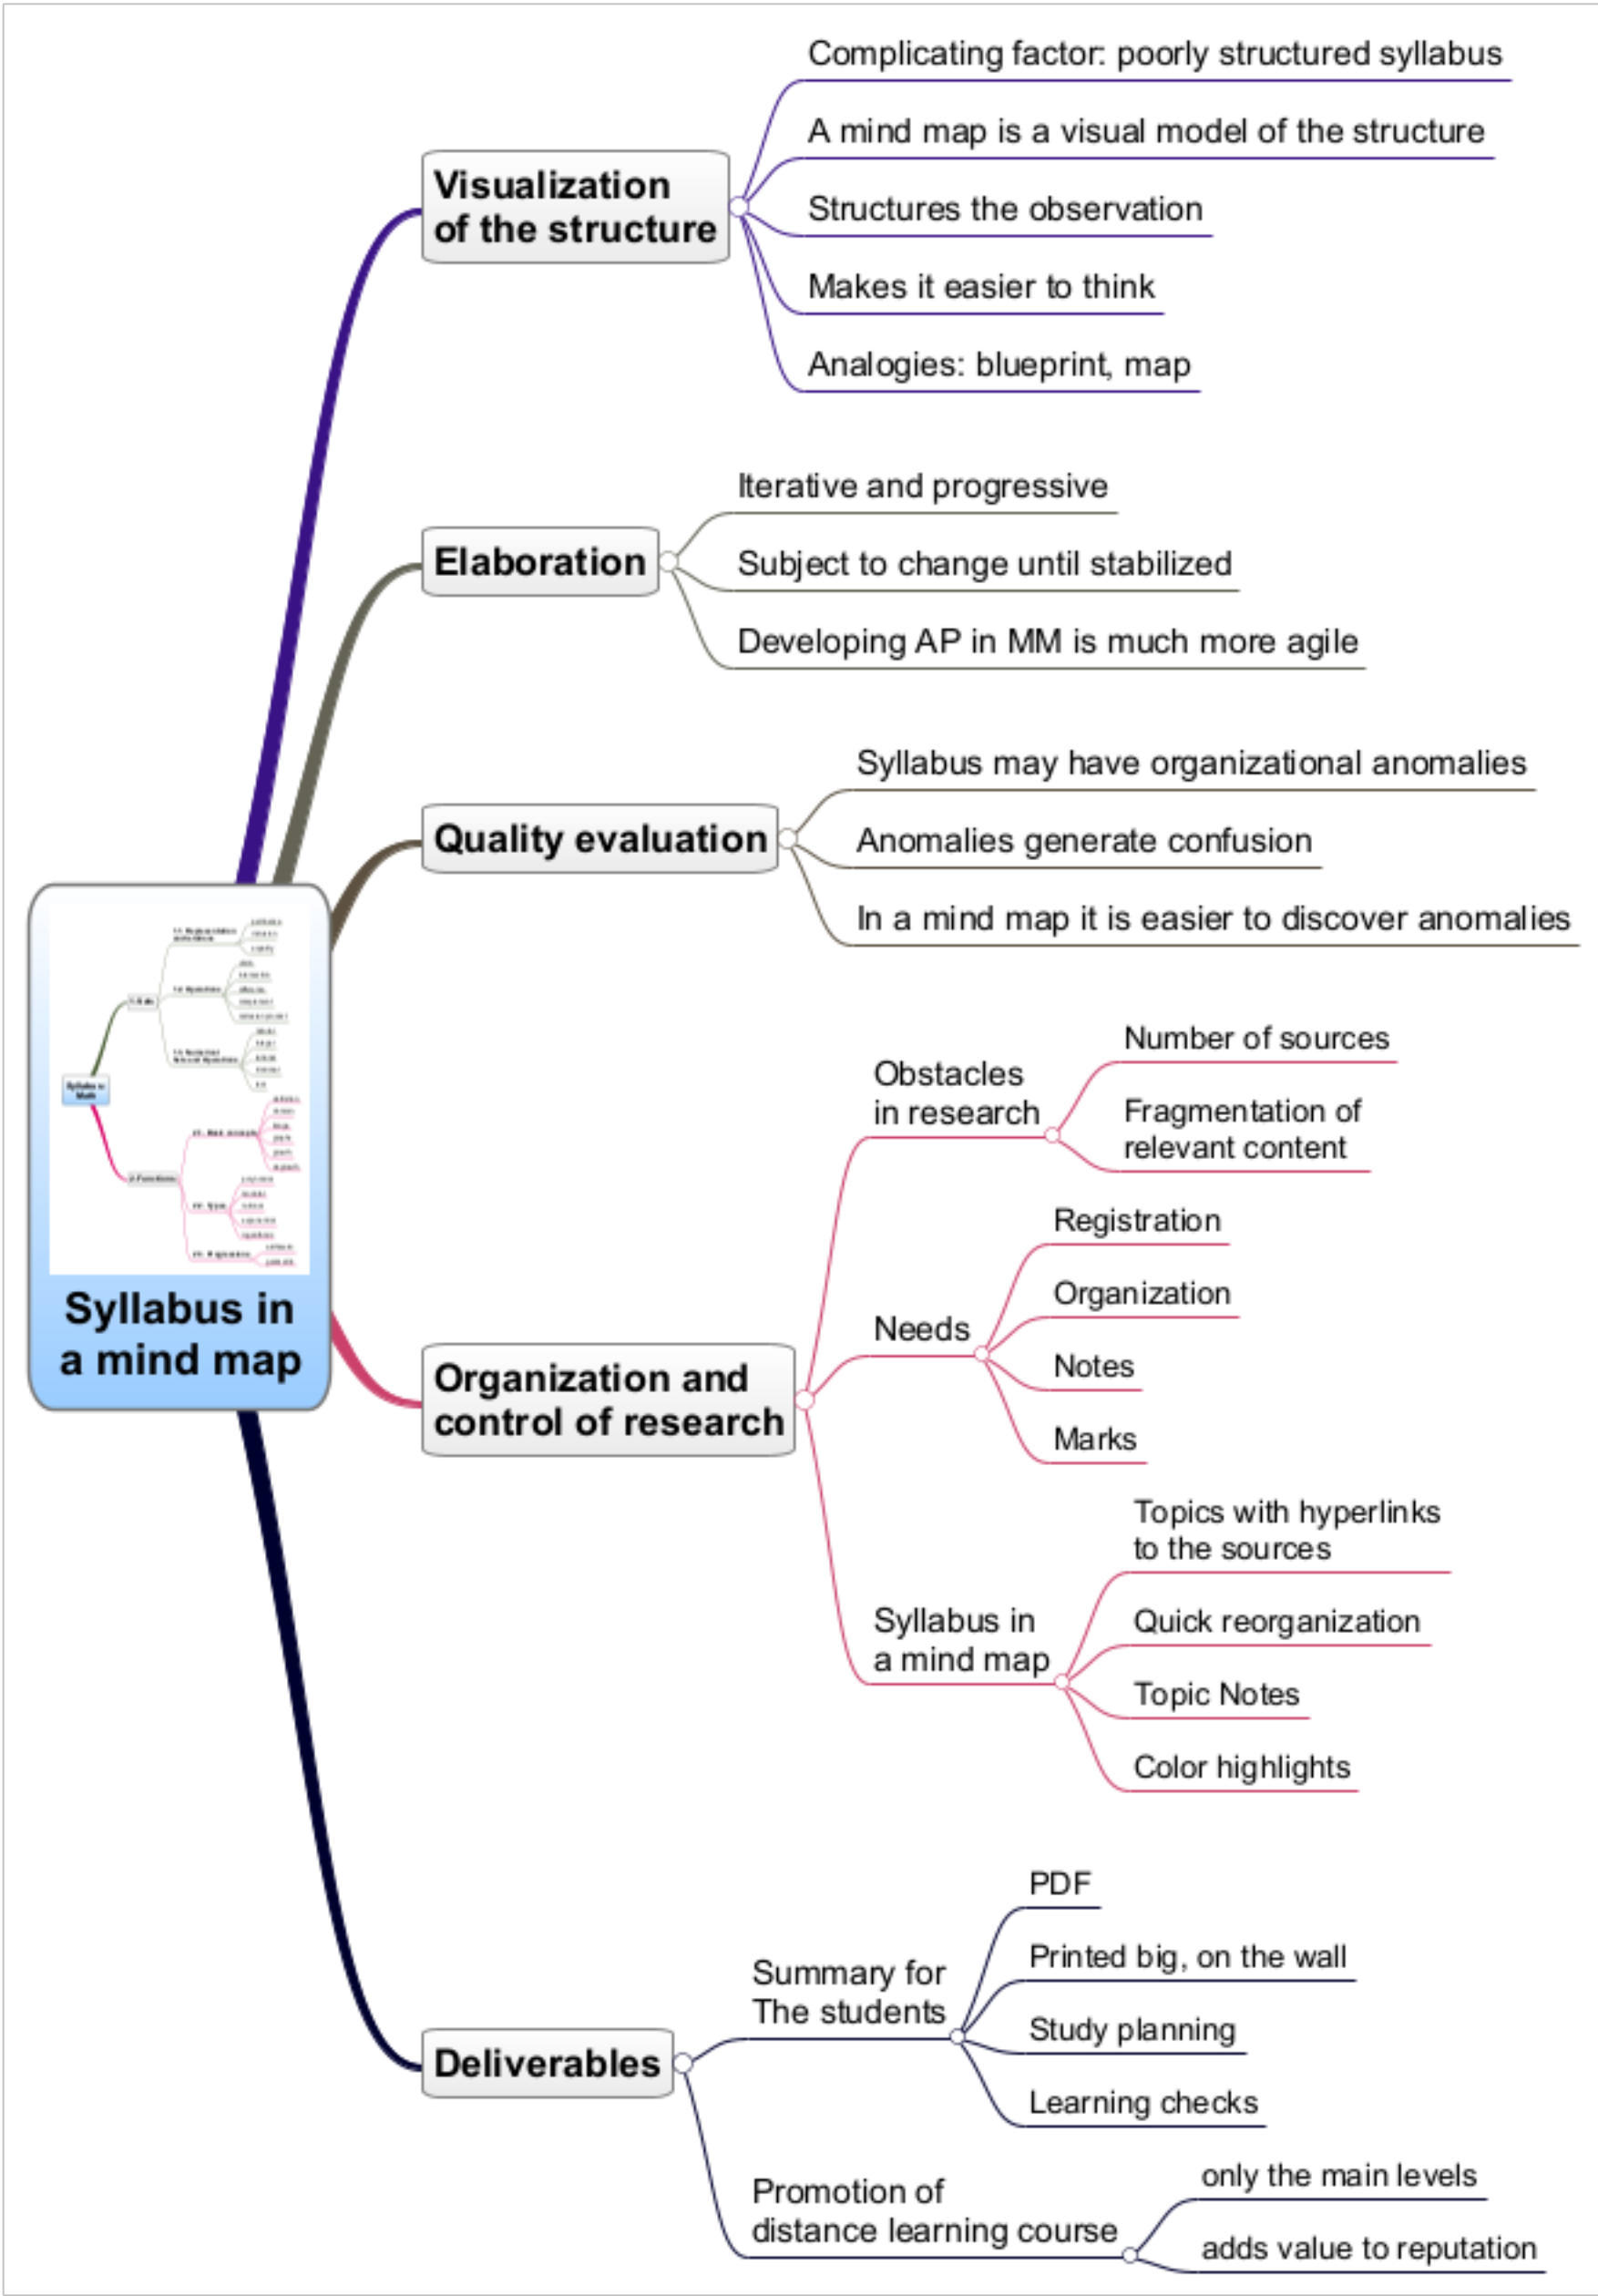 Complicating factor: poorly structured syllabus
A mind map is a visual model of the structure
Visualization
of the structure
Structures the observation
Makes it easier to think
Analogies: blueprint, map
Iterative and progressive
Elaboration
Subject to change until stabilized
Developing AP in MM is much more agile
Syllabus may have organizational anomalies
Quality evaluation
Anomalies generate confusion
In a mind map it is easier to discover anomalies
Syllabus in
a mind map
Organization and
control of research
Obstacles
in research
Number of sources
Fragmentation of
relevant content
Needs
Registration
Organization
Notes
Marks
Syllabus in
a mind map
Topics with hyperlinks
to the sources
Quick reorganization
Topic Notes
Color highlights
Deliverables
Summary for
The students
PDF
Printed big, on the wall
Study planning
Learning checks
Promotion of
distance learning course
only the main levels
adds value to reputation